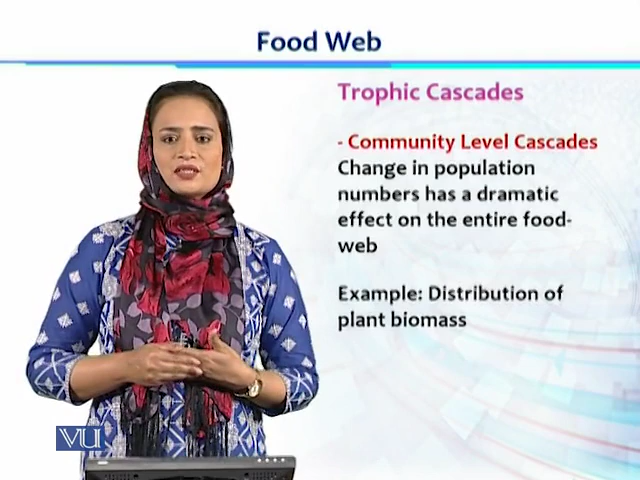 Food Web
Trophic Cascades
- Community Level Cascades
Change in population
numbers has a dramatic
effect on the entire food-
web
Example: Distribution of
plant biomass
VU